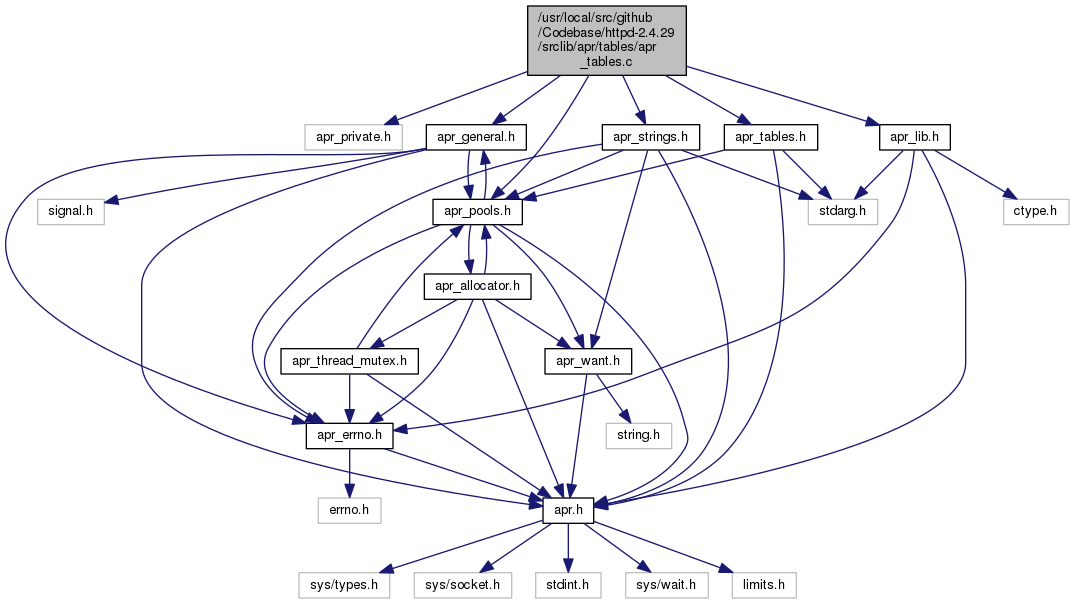 /usr/local/src/github
/Codebase/httpd-2.4.29
/srclib/apr/tables/apr
_tables.c
apr_private.h
apr_general.h
apr_strings.h
apr_tables.h
apr_lib.h
signal.h
apr_pools.h
stdarg.h
ctype.h
apr_allocator.h
apr_thread_mutex.h
apr_want.h
apr_errno.h
string.h
errno.h
apr.h
sys/types.h
sys/socket.h
stdint.h
sys/wait.h
limits.h